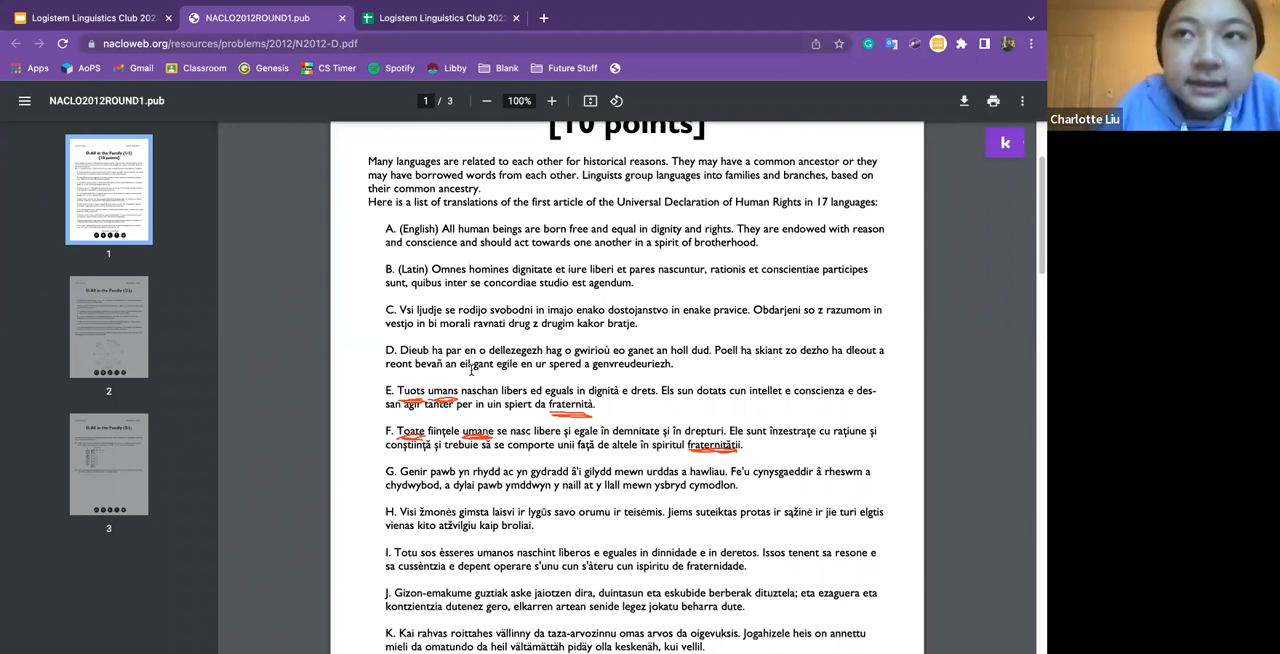 Logistem Linguistics Club 202
NACLO2012ROUND1.pub
Logistem Linguistics Club 2022
nacloweb.org/resources/problems/2012/N2012-D.pdf
Apps
AoPS
Gmail
Classroom
Genesis
CS Timer
Spotify
Libby
Blank
Future Stuff
NACLO2012ROUND1.pub
1 / 3
100%
Charlotte Liu
k
1
2
3
[10 points]
Many languages are related to each other for historical reasons. They may have a common ancestor or they
may have borrowed words from each other. Linguists group languages into families and branches, based on
their common ancestry.
Here is a list of translations of the first article of the Universal Declaration of Human Rights in 17 languages:
A. (English) All human beings are born free and equal in dignity and rights. They are endowed with reason
and conscience and should act towards one another in a spirit of brotherhood.
B. (Latin) Omnes homines dignitate et iure liberi et pares nascuntur, rationis et conscientiae participes
sunt, quibus inter se concordiae studio est agendum.
C. Vsi ljudje se rodijo svobodni in imajo enako dostojanstvo in enake pravice. Obdarjeni so z razumom in
vestjo in bi morali ravnati drug z drugim kakor bratje.
D. Dieub ha par en o dellezegezh hag o gwirioù eo ganet an holl dud. Poell ha skiant zo dezho ha dleout a
reont bevañ an eil gant egile en ur spered a genvreudeuriezh.
E. Tuots umans naschan libers ed eguals in dignità e drets. Els sun dotats cun intellet e conscienza e des-
san agir tanter per in uin spiert da fraternità.
F. Toate ființele umane se nasc libere și egale în demnitate și în drepturi. Ele sunt înzestrațe cu rațiune și
conștiință și trebuie să se comporte unii față de altele în spiritul fraternității.
G. Genir pawb yn rhydd ac yn gydradd â'i gilydd mewn urddas a hawliau. Fe'u cynysgaeddir â rheswm a
chydwybod, a dylai pawb ymddwyn y naill at y llall mewn ysbryd cymodlon.
H. Visi žmonės gimsta laisvi ir lygūs savo orumu ir teisėmis. Jiems suteiktas protas ir sąžinė ir jie turi elgtis
vienas kito atžvilgiu kaip broliai.
I. Totu sos èsseres umanos naschint lìberos e eguales in dinnidade e in deretos. Issos tenent sa resone e
sa cussèntzia e depent operare s'unu cun s'àteru cun ispìritu de fraternidade.
J. Gizon-emakume guztiak aske jaiotzen dira, duintasun eta eskubide berberak dituztela; eta ezaguera eta
kontzientzia dutenez gero, elkarren artean senide legez jokatu beharra dute.
K. Kai rahvas roittahes vällinny da taza-arvozinnu omas arvos da oigevuksis. Jogahizele heis on annettu
mieli da omatundo da heil vältämättäh pidäy olla keskenäh, kui vellil.